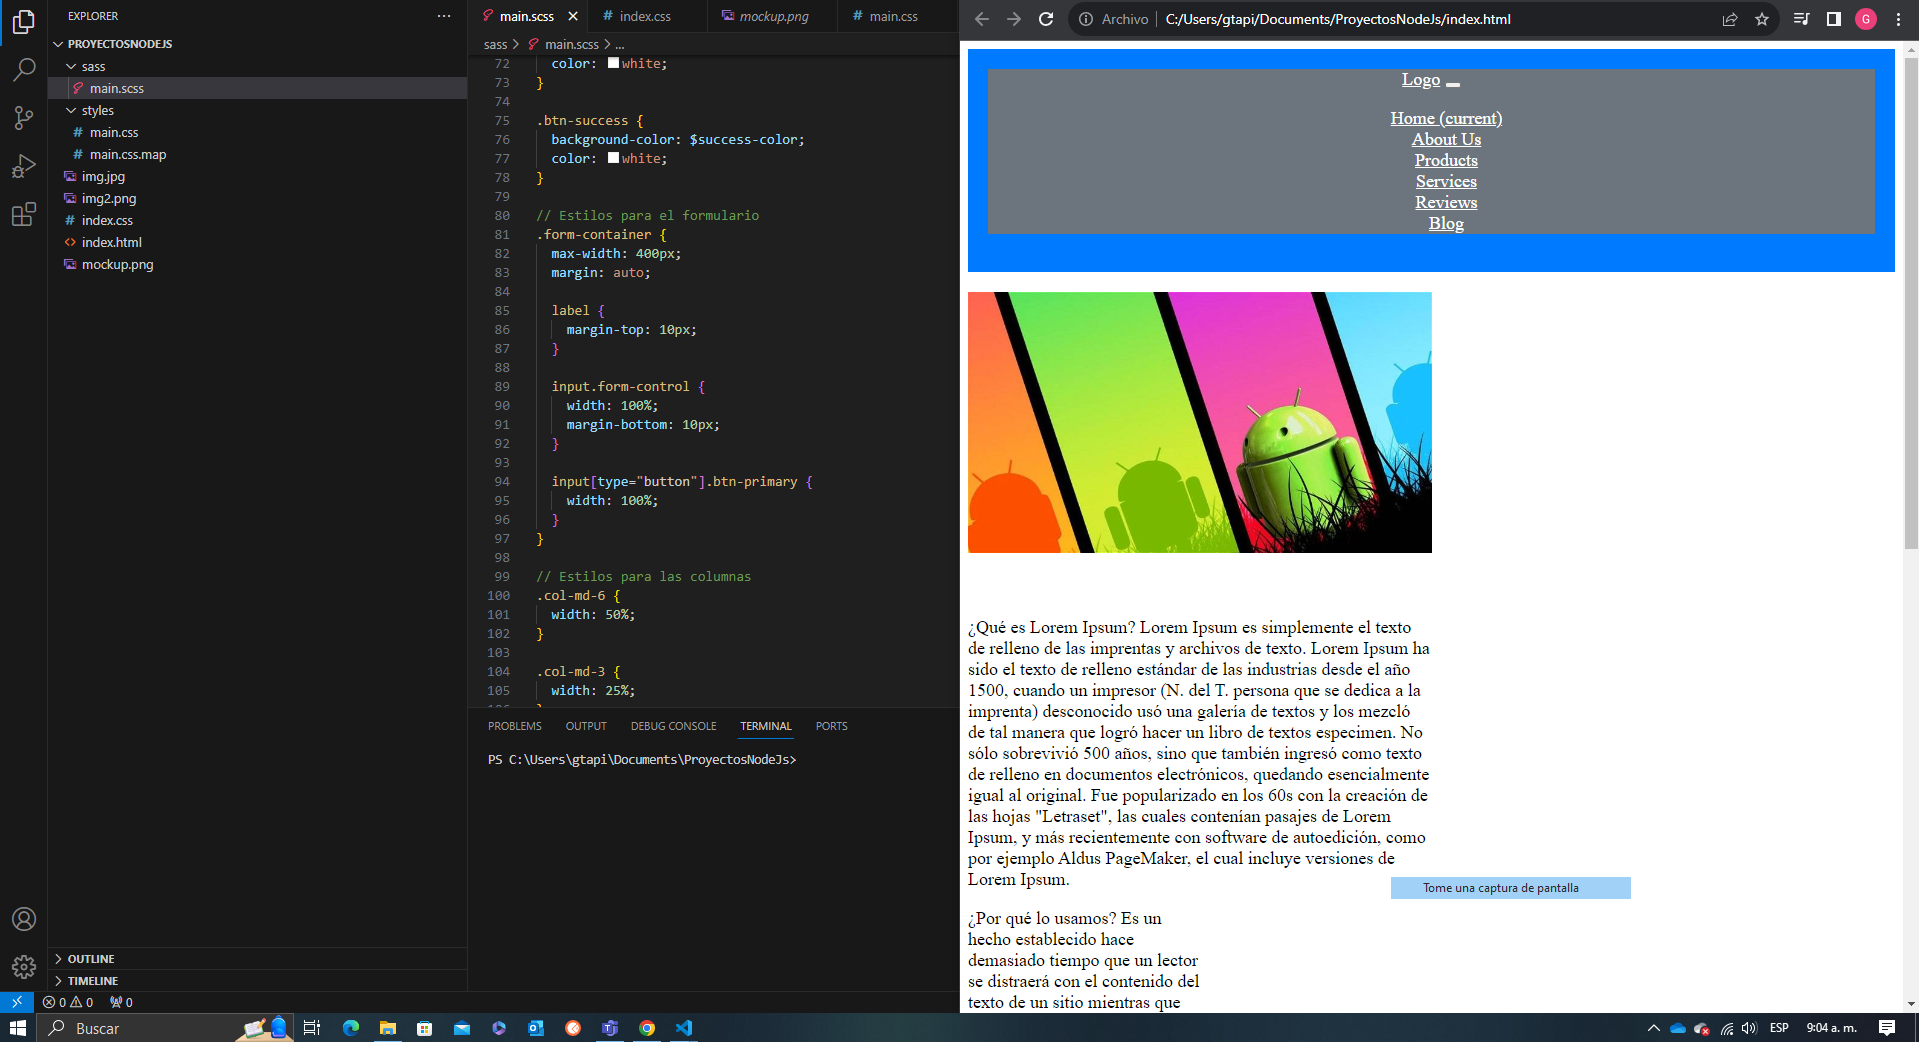 EXPLORER
PROYECTOSNODEJS
sass
main.scss
styles
main.css
main.css.map
img.jpg
img2.png
index.css
index.html
mockup.png
OUTLINE
TIMELINE
main.scss
index.css
mockup.png
main.css
sass > main.scss > ...
72 color: white;
73 }
74
75 .btn-success {
76 background-color: $success-color;
77 color: white;
78 }
79
80 // Estilos para el formulario
81 .form-container {
82 max-width: 400px;
83 margin: auto;
84
85 label {
86 margin-top: 10px;
87 }
88
89 input.form-control {
90 width: 100%;
91 margin-bottom: 10px;
92 }
93
94 input[type="button"].btn-primary {
95 width: 100%;
96 }
97 }
98
99 // Estilos para las columnas
100 .col-md-6 {
101 width: 50%;
102 }
103
104 .col-md-3 {
105 width: 25%;
PROBLEMS OUTPUT DEBUG CONSOLE TERMINAL PORTS
PS C:\Users\gtapi\Documents\ProyectosNodeJs>
0 0 0
Archivo | C:/Users/gtapi/Documents/ProyectosNodeJs/index.html
G
Logo
Home (current)
About Us
Products
Services
Reviews
Blog
¿Qué es Lorem Ipsum? Lorem Ipsum es simplemente el texto
de relleno de las imprentas y archivos de texto. Lorem Ipsum ha
sido el texto de relleno estándar de las industrias desde el año
1500, cuando un impresor (N. del T. persona que se dedica a la
imprenta) desconocido usó una galería de textos y los mezcló
de tal manera que logró hacer un libro de textos especimen. No
sólo sobrevivió 500 años, sino que también ingresó como texto
de relleno en documentos electrónicos, quedando esencialmente
igual al original. Fue popularizado en los 60s con la creación de
las hojas "Letraset", las cuales contenían pasajes de Lorem
Ipsum, y más recientemente con software de autoedición, como
por ejemplo Aldus PageMaker, el cual incluye versiones de
Lorem Ipsum.
Tome una captura de pantalla
¿Por qué lo usamos? Es un
hecho establecido hace
demasiado tiempo que un lector
se distraerá con el contenido del
texto de un sitio mientras que
Buscar
ESP
9:04 a. m.